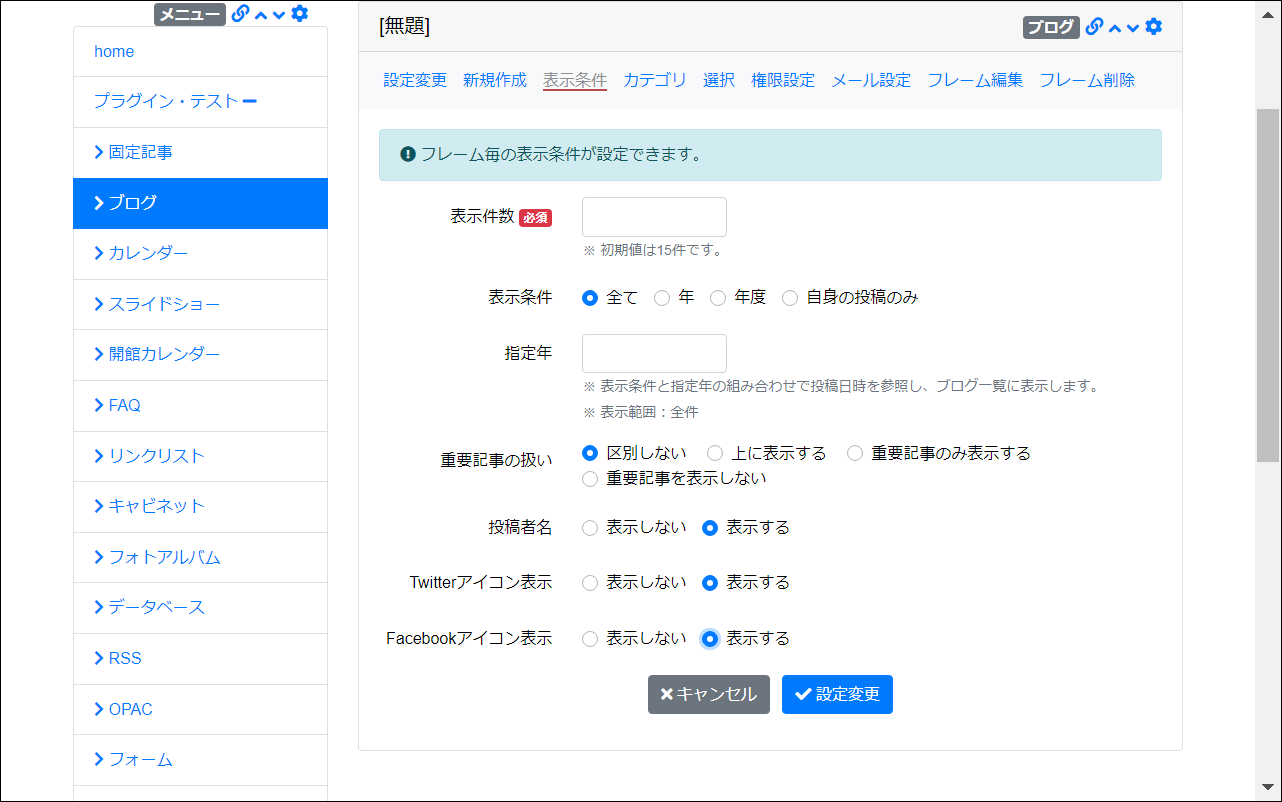 メニュー
home
プラグイン・テスト
固定記事
ブログ
カレンダー
スライドショー
開館カレンダー
FAQ
リンクリスト
キャビネット
フォトアルバム
データベース
RSS
OPAC
フォーム
[無題]
ブログ
設定変更 新規作成 表示条件 カテゴリ 選択 権限設定 メール設定 フレーム編集 フレーム削除
フレーム毎の表示条件が設定できます。
表示件数 必須
※ 初期値は15件です。
表示条件 全て 年 年度 自身の投稿のみ
指定年
※ 表示条件と指定年の組み合わせで投稿日時を参照し、ブログ一覧に表示します。
※ 表示範囲：全件
重要記事の扱い 区別しない 上に表示する 重要記事のみ表示する
重要記事を表示しない
投稿者名 表示しない 表示する
Twitterアイコン表示 表示しない 表示する
Facebookアイコン表示 表示しない 表示する
キャンセル 設定変更